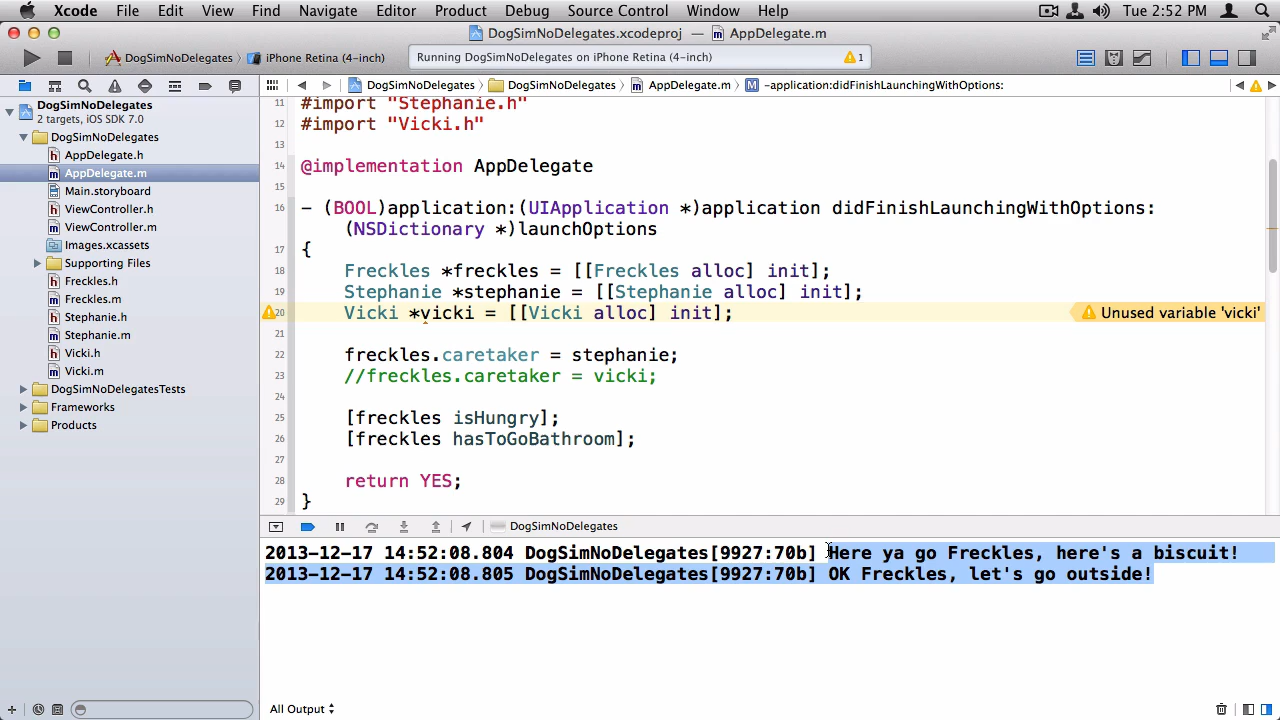 Xcode File Edit View Find Navigate Editor Product Debug Source Control Window Help Tue 2:52 PM
DogSimNoDelegates.xcodeproj — AppDelegate.m
DogSimNoDelegates iPhone Retina (4-inch) Running DogSimNoDelegates on iPhone Retina (4-inch) 1
DogSimNoDelegates DogSimNoDelegates AppDelegate.m -application:didFinishLaunchingWithOptions:
DogSimNoDelegates
2 targets, iOS SDK 7.0
DogSimNoDelegates
AppDelegate.h
AppDelegate.m
Main.storyboard
ViewController.h
ViewController.m
Images.xcassets
Supporting Files
Freckles.h
Freckles.m
Stephanie.h
Stephanie.m
Vicki.h
Vicki.m
DogSimNoDelegatesTests
Frameworks
Products
11 #import "Stephanie.h"
12 #import "Vicki.h"
13
14 @implementation AppDelegate
15
16 - (BOOL)application:(UIApplication *)application didFinishLaunchingWithOptions:
(NSDictionary *)launchOptions
17 {
18 Freckles *freckles = [[Freckles alloc] init];
19 Stephanie *stephanie = [[Stephanie alloc] init];
20 Vicki *vicki = [[Vicki alloc] init]; Unused variable 'vicki'
21
22 freckles.caretaker = stephanie;
23 //freckles.caretaker = vicki;
24
25 [freckles isHungry];
26 [freckles hasToGoBathroom];
27
28 return YES;
29 }
DogSimNoDelegates
2013-12-17 14:52:08.804 DogSimNoDelegates[9927:70b] Here ya go Freckles, here's a biscuit!
2013-12-17 14:52:08.805 DogSimNoDelegates[9927:70b] OK Freckles, let's go outside!
All Output